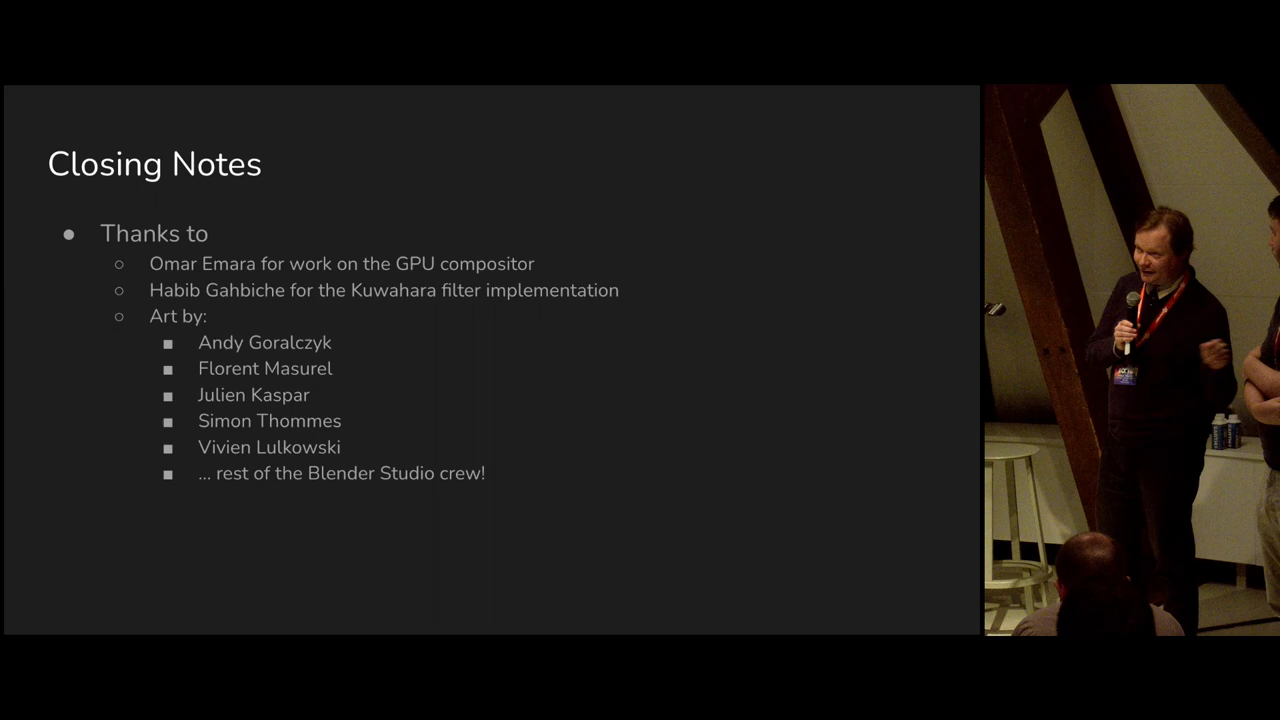 Closing Notes
● Thanks to
○ Omar Emara for work on the GPU compositor
○ Habib Gahbiche for the Kuwahara filter implementation
○ Art by:
■ Andy Goralczyk
■ Florent Masurel
■ Julien Kaspar
■ Simon Thommes
■ Vivien Lulkowski
■ ... rest of the Blender Studio crew!